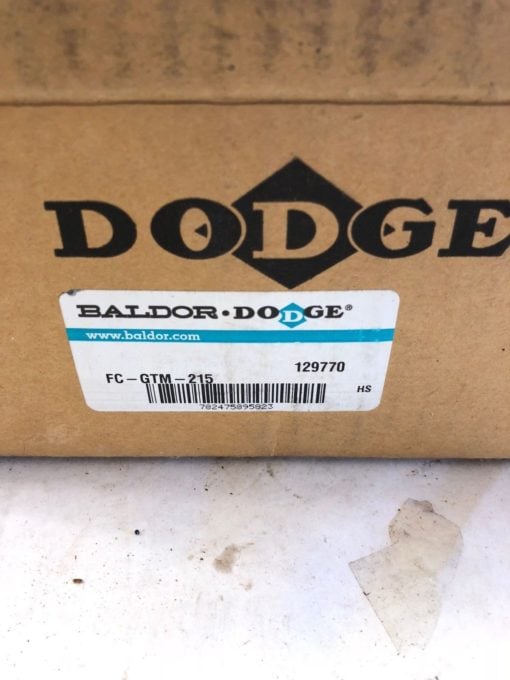 DODGE
BALDOR•DODGE®
www.baldor.com
129770
FC-GTM-215
HS
782475895823